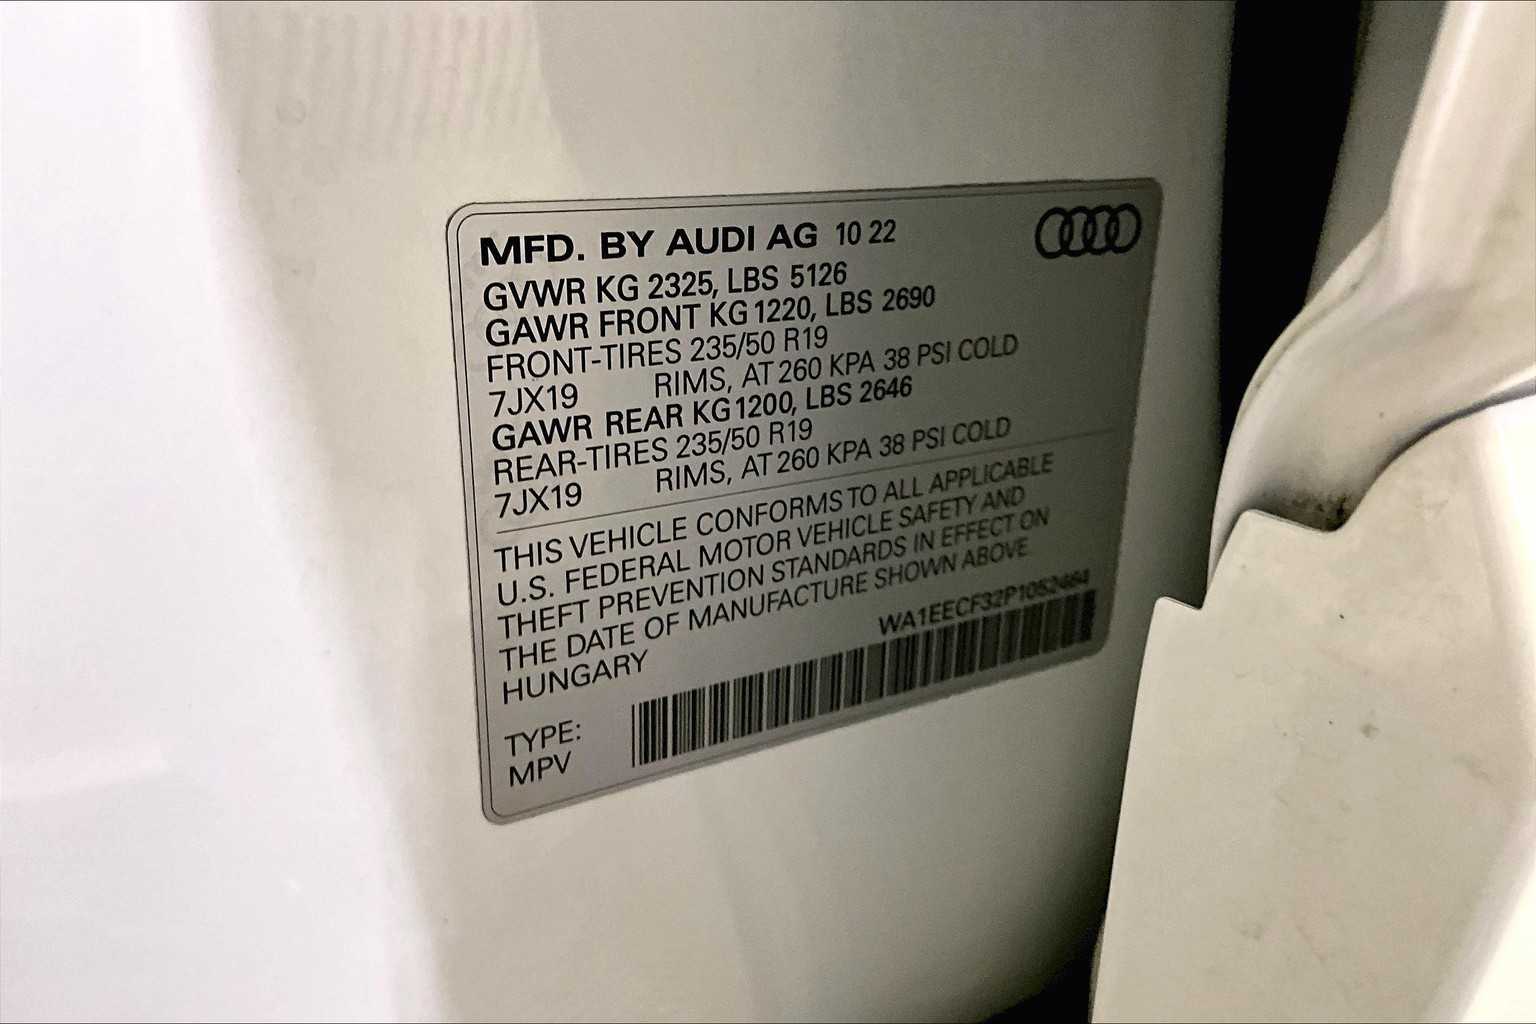 MFD. BY AUDI AG 10 22
GVWR KG 2325, LBS 5126
GAWR FRONT KG 1220, LBS 2690
FRONT-TIRES 235/50 R19
7JX19 RIMS, AT 260 KPA 38 PSI COLD
GAWR REAR KG 1200, LBS 2646
REAR-TIRES 235/50 R19
7JX19 RIMS, AT 260 KPA 38 PSI COLD
THIS VEHICLE CONFORMS TO ALL APPLICABLE
U.S. FEDERAL MOTOR VEHICLE SAFETY AND
THEFT PREVENTION STANDARDS IN EFFECT ON
THE DATE OF MANUFACTURE SHOWN ABOVE
HUNGARY
WA1EECF32P1052464
TYPE:
MPV